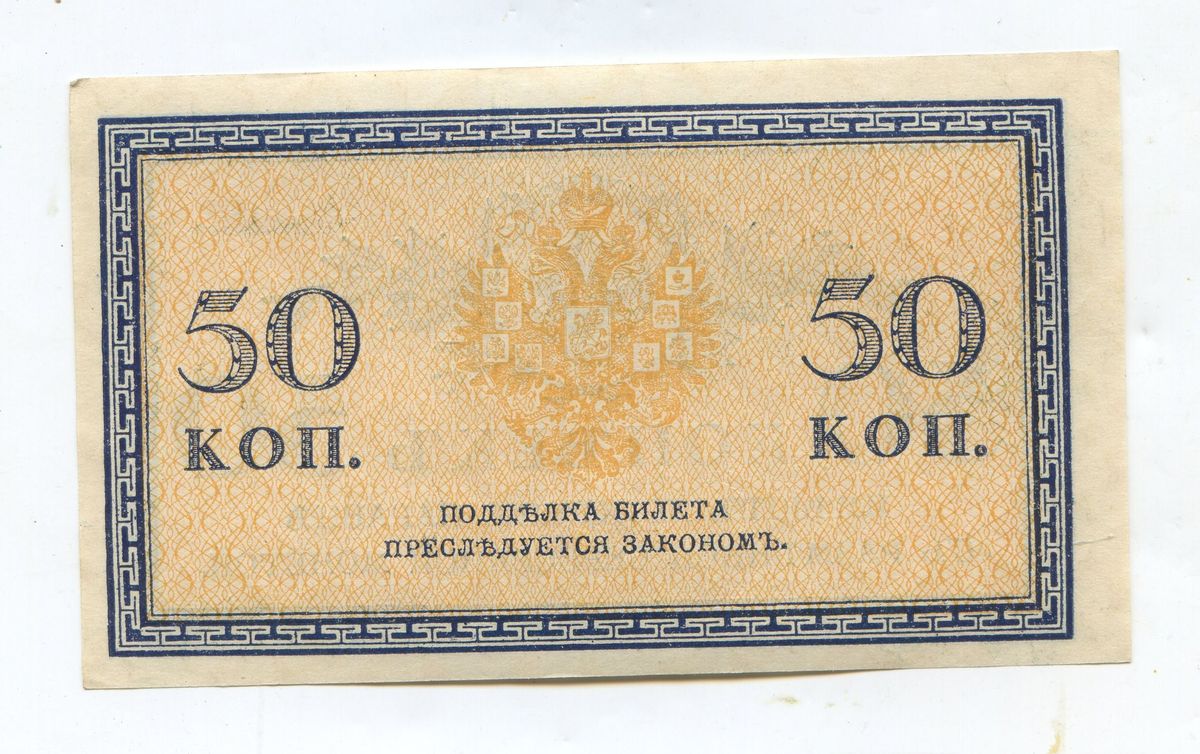 50 50
КОП. КОП.
ПОДДѢЛКА БИЛЕТА
ПРЕСЛѢДУЕТСЯ ЗАКОНОМЪ.